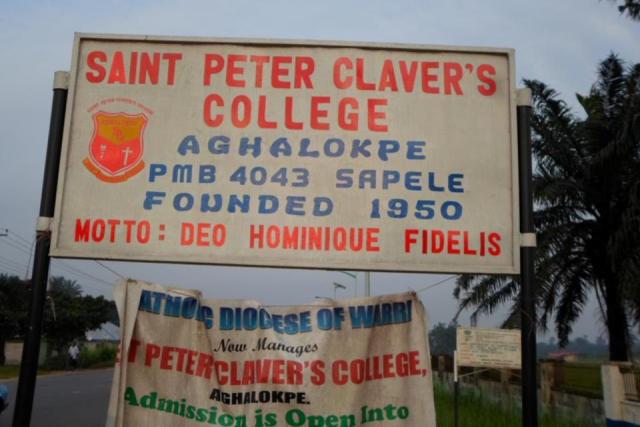 SAINT PETER CLAVER'S
COLLEGE
AGHALOKPE
PMB 4043 SAPELE
FOUNDED 1950
MOTTO: DEO HOMINIQUE FIDELIS
DIOCESE OF WARRI
Now Manages
PETER CLAVER'S COLLEGE,
AGHALOKPE.
Admission is Open Into